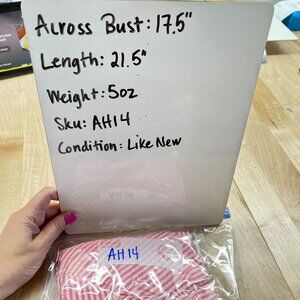 Across Bust: 17.5"
Length: 21.5"
Weight: 5oz
Sku: AH14
Condition: Like New
AH14